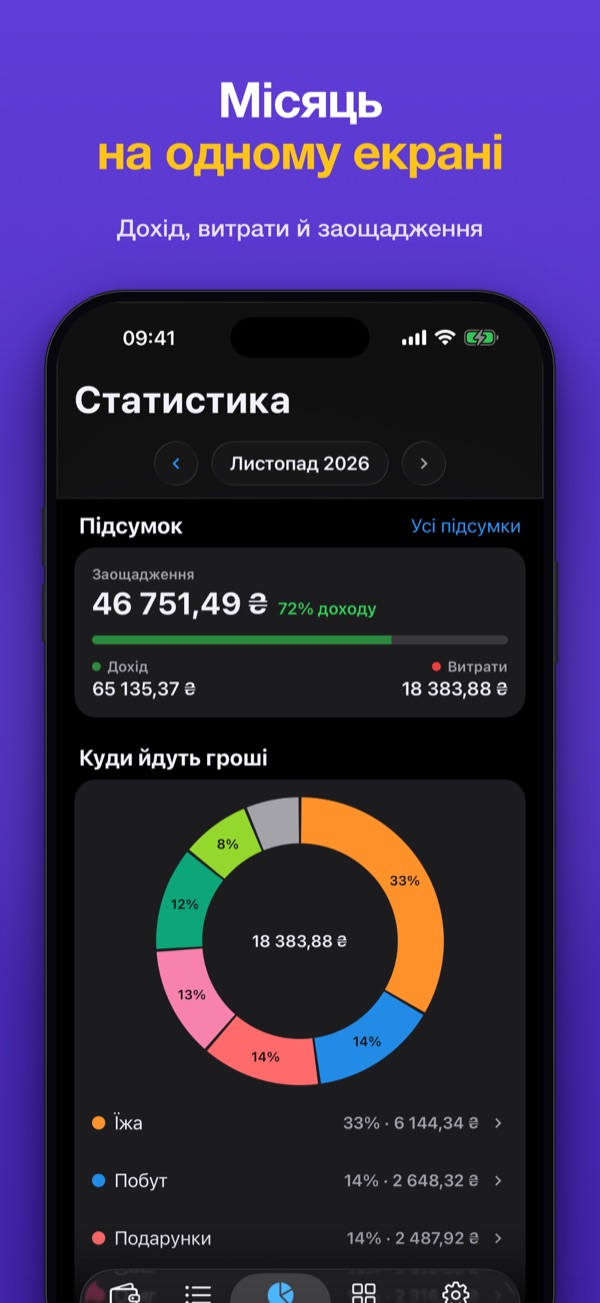 Місяць
на одному екрані
Дохід, витрати й заощадження
09:41
Статистика
Листопад 2026
Підсумок
Усі підсумки
Заощадження
46 751,49 ₴ 72% доходу
Дохід
Витрати
65 135,37 ₴
18 383,88 ₴
Куди йдуть гроші
8%
33%
12%
18 383,88 ₴
13%
14%
14%
Їжа 33% · 6 144,34 ₴
Побут 14% · 2 648,32 ₴
Подарунки 14% · 2 487,92 ₴